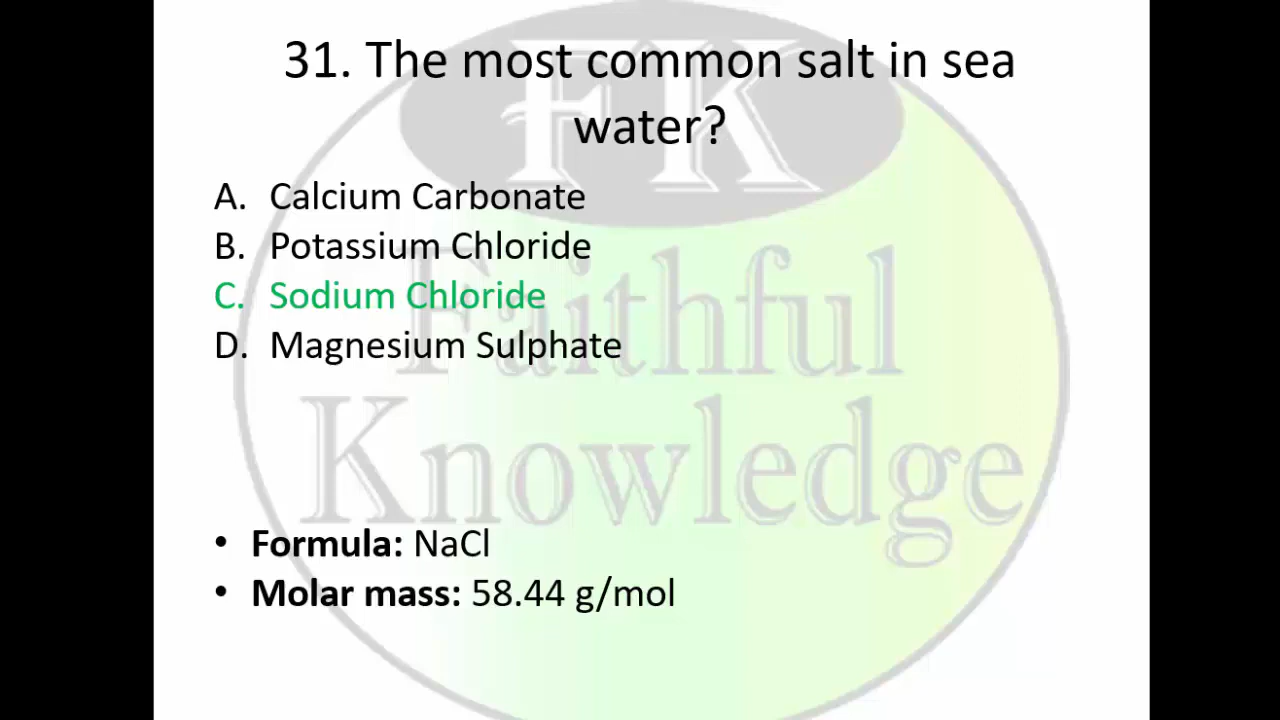 31. The most common salt in sea
water?
A. Calcium Carbonate
B. Potassium Chloride
C. Sodium Chloride
D. Magnesium Sulphate
• Formula: NaCl
• Molar mass: 58.44 g/mol
FK
Faithful
Knowledge